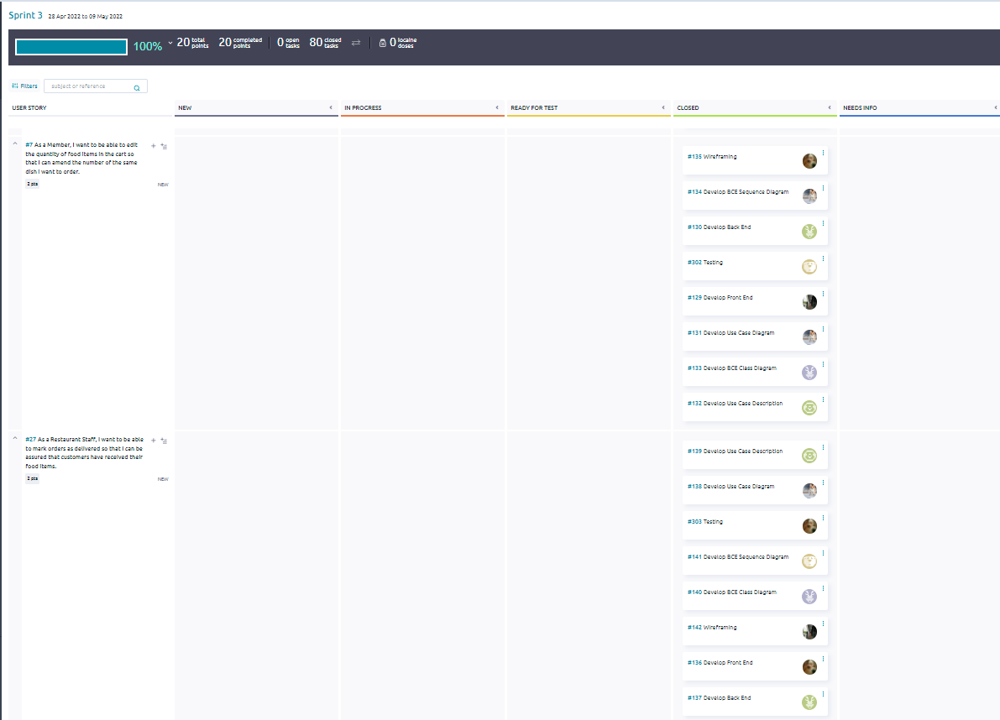 Sprint 3 28 Apr 2022 to 09 May 2022
100% 20 total points 20 completed points 0 open tasks 80 closed tasks 0 Iocaine doses
Filters subject or reference
USER STORY NEW IN PROGRESS READY FOR TEST CLOSED NEEDS INFO
#7 As a Member, I want to be able to edit
the quantity of food items in the cart so
that I can amend the number of the same
dish I want to order.
2 pts NEW
#135 Wireframing
#134 Develop BCE Sequence Diagram
#130 Develop Back End
#302 Testing
#129 Develop Front End
#131 Develop Use Case Diagram
#133 Develop BCE Class Diagram
#132 Develop Use Case Description
#27 As a Restaurant Staff, I want to be able
to mark orders as delivered so that I can be
assured that customers have received their
food items.
2 pts NEW
#139 Develop Use Case Description
#138 Develop Use Case Diagram
#303 Testing
#141 Develop BCE Sequence Diagram
#140 Develop BCE Class Diagram
#142 Wireframing
#136 Develop Front End
#137 Develop Back End